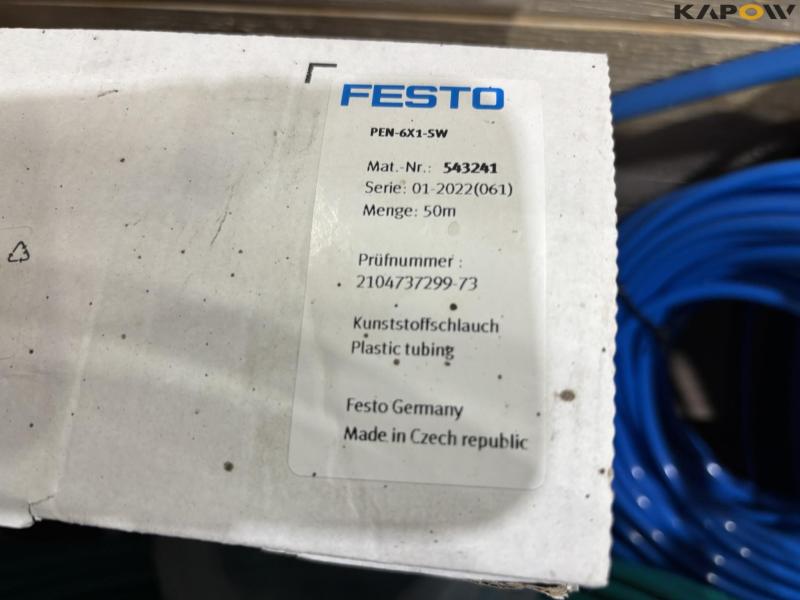 KAPOW
FESTO
PEN-6X1-SW
Mat.-Nr.: 543241
Serie: 01-2022(061)
Menge: 50m
Prüfnummer :
2104737299-73
Kunststoffschlauch
Plastic tubing
Festo Germany
Made in Czech republic